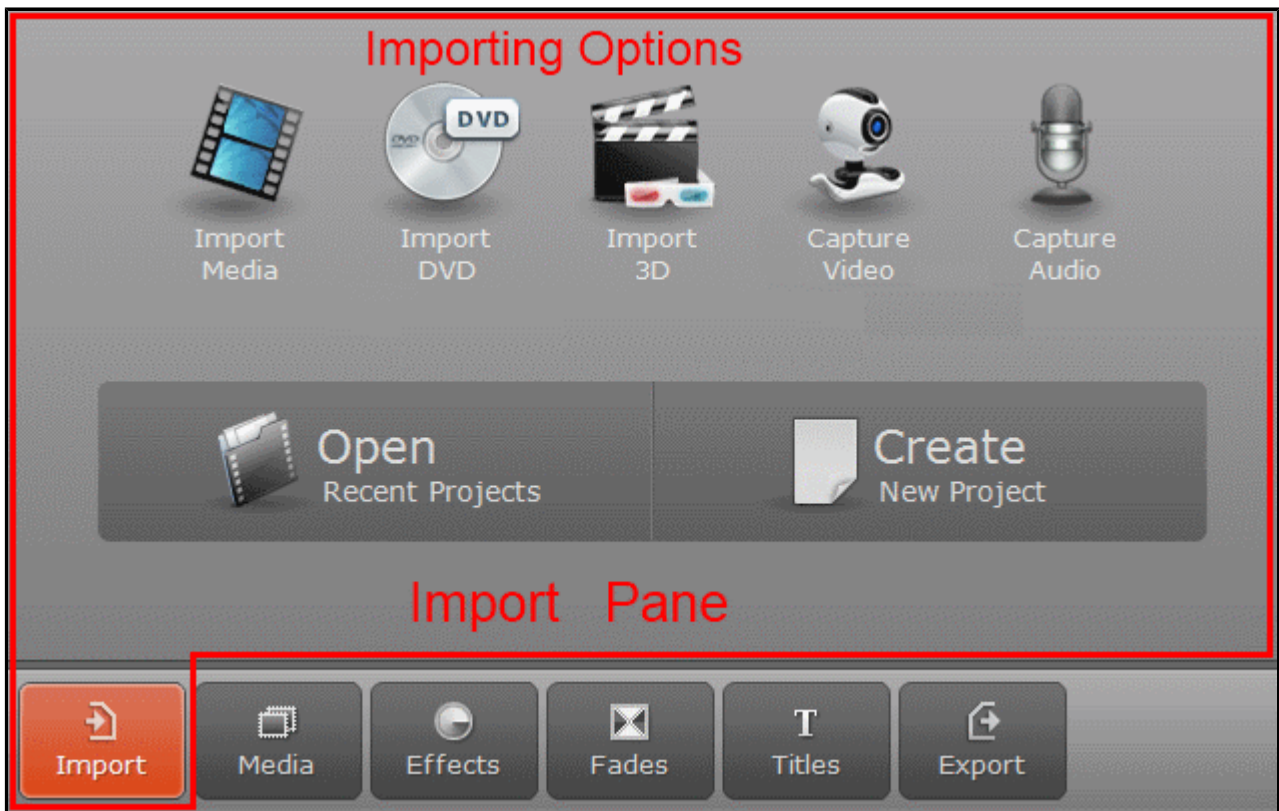 Importing Options
DVD
DVD
Import Media
Import DVD
Import 3D
Capture Video
Capture Audio
Open
Recent Projects
Create
New Project
Import Pane
Import
Media
Effects
Fades
T
Titles
Export